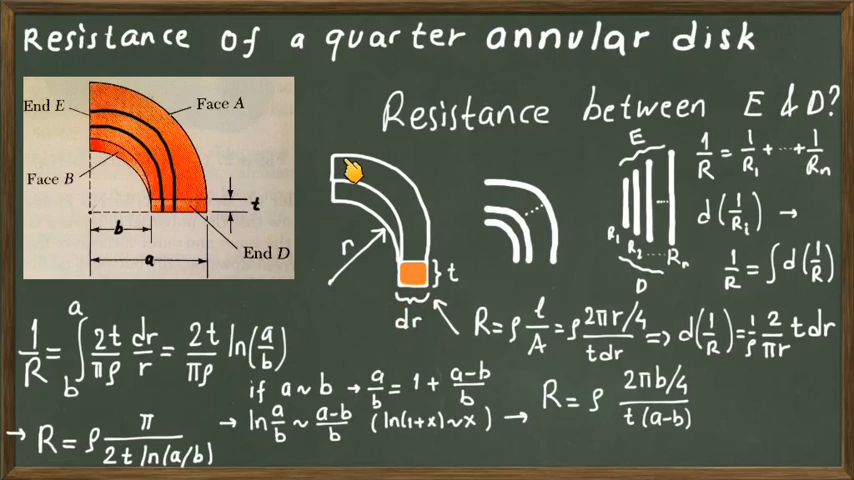 Resistance of a quarter annular disk
End E
Face A
Face B
t
b
End D
a
Resistance between E & D?
r
t
dr
E
R₁ R₂ Rₙ
D
1/R = 1/R₁ + ... + 1/Rₙ
d(1/Rᵢ) →
1/R = ∫ d(1/R)
R = ρ l/A = ρ (2πr/4)/(t dr) ⇒ d(1/R) = 1/ρ 2/(πr) t dr
1/R = ∫_b^a 2t/(πρ) dr/r = 2t/(πρ) ln(a/b)
→ R = ρ π/(2t ln(a/b))
if a ~ b → a/b = 1 + (a-b)/b
→ ln a/b ~ (a-b)/b (ln(1+x) ~ x) →
R = ρ (2πb/4)/(t(a-b))